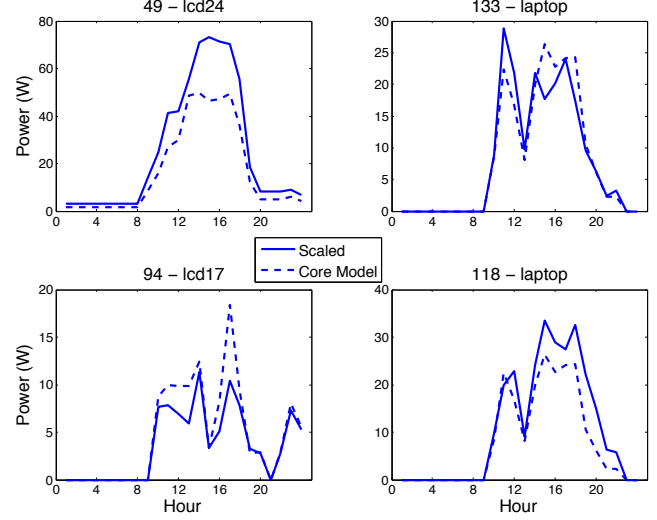 49 – lcd24
133 – laptop
Power (W)
80
60
40
20
0
0 4 8 12 16 20
30
25
20
15
10
5
0
0 4 8 12 16 20
Scaled
Core Model
94 – lcd17
118 – laptop
Power (W)
20
15
10
5
0
0 4 8 12 16 20
Hour
40
30
20
10
0
0 4 8 12 16 20
Hour